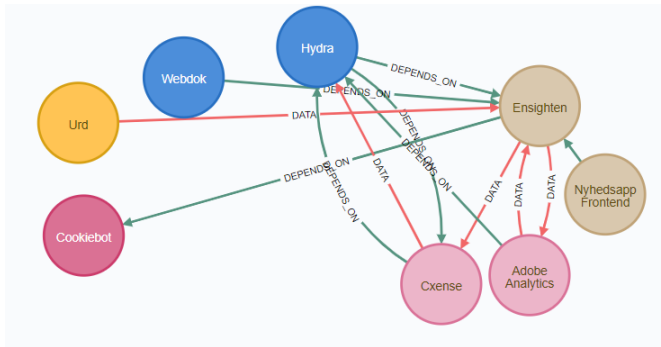 Hydra
Webdok
DEPENDS_ON
DEPENDS_ON
Ensighten
Urd
DATA
DEPENDS_ON
DEPENDS_ON
DEPENDS_ON
DATA
DEPENDS_ON
DATA
DATA
DATA
Nyhedsapp
Frontend
Cookiebot
Cxense
Adobe
Analytics